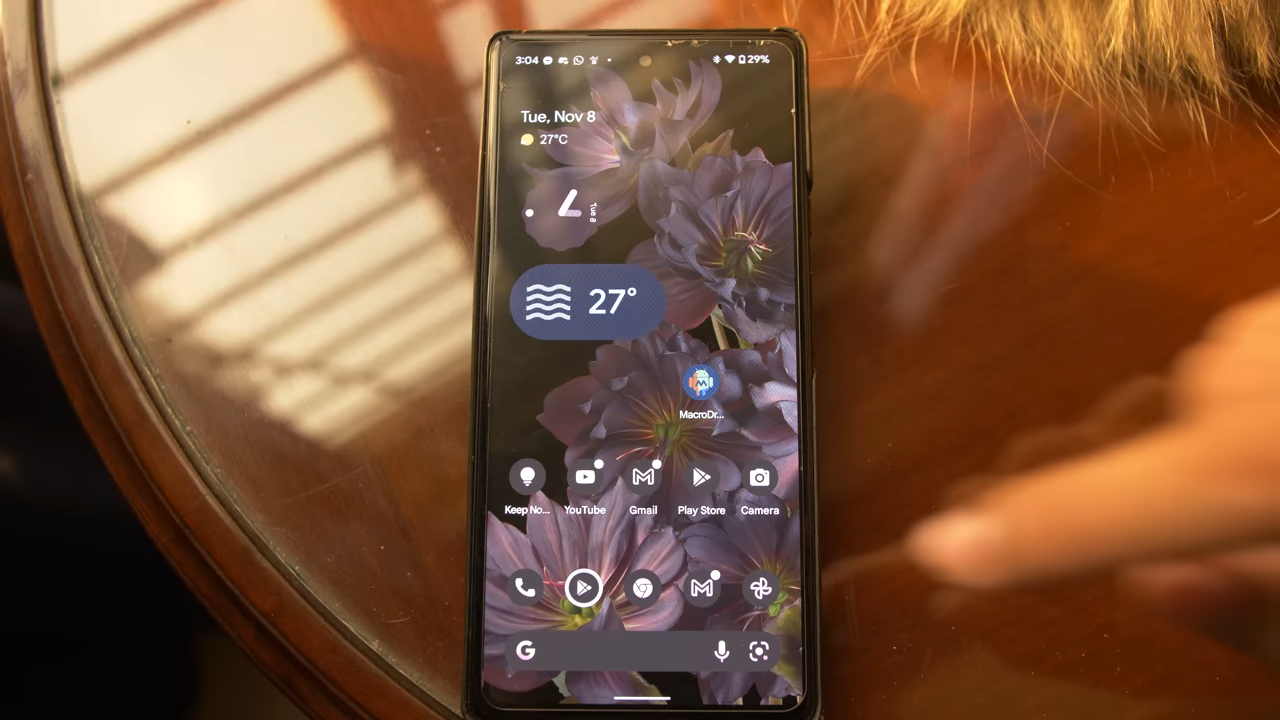 3:04
29%
Tue, Nov 8
27°C
Tue 8
27°
MacroDr...
Keep No... YouTube Gmail Play Store Camera